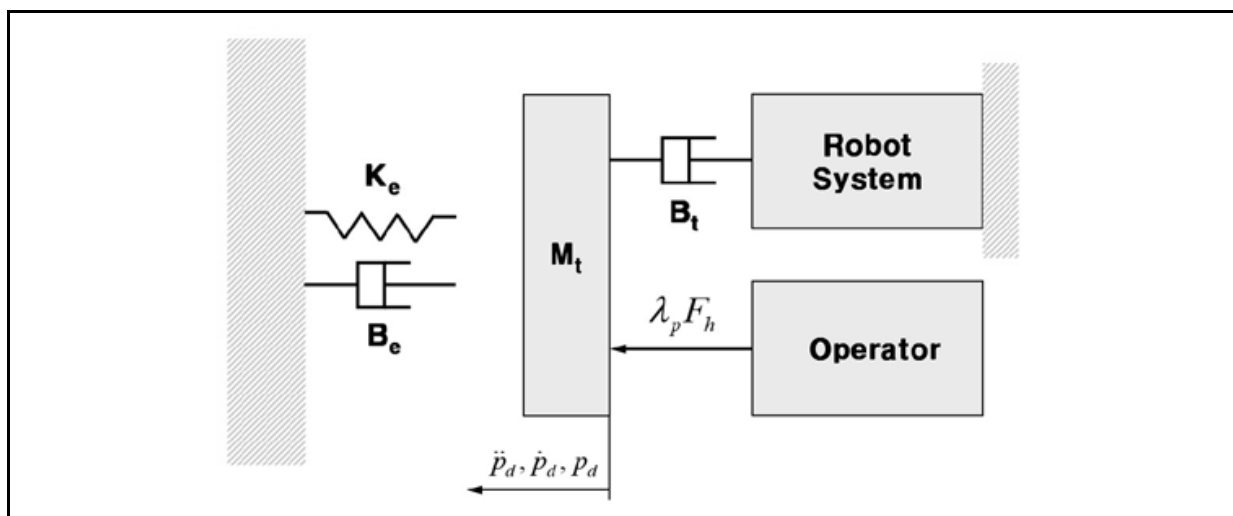 K_e
B_e
M_t
B_t
Robot
System
λ_p F_h
Operator
p̈_d, ṗ_d, p_d